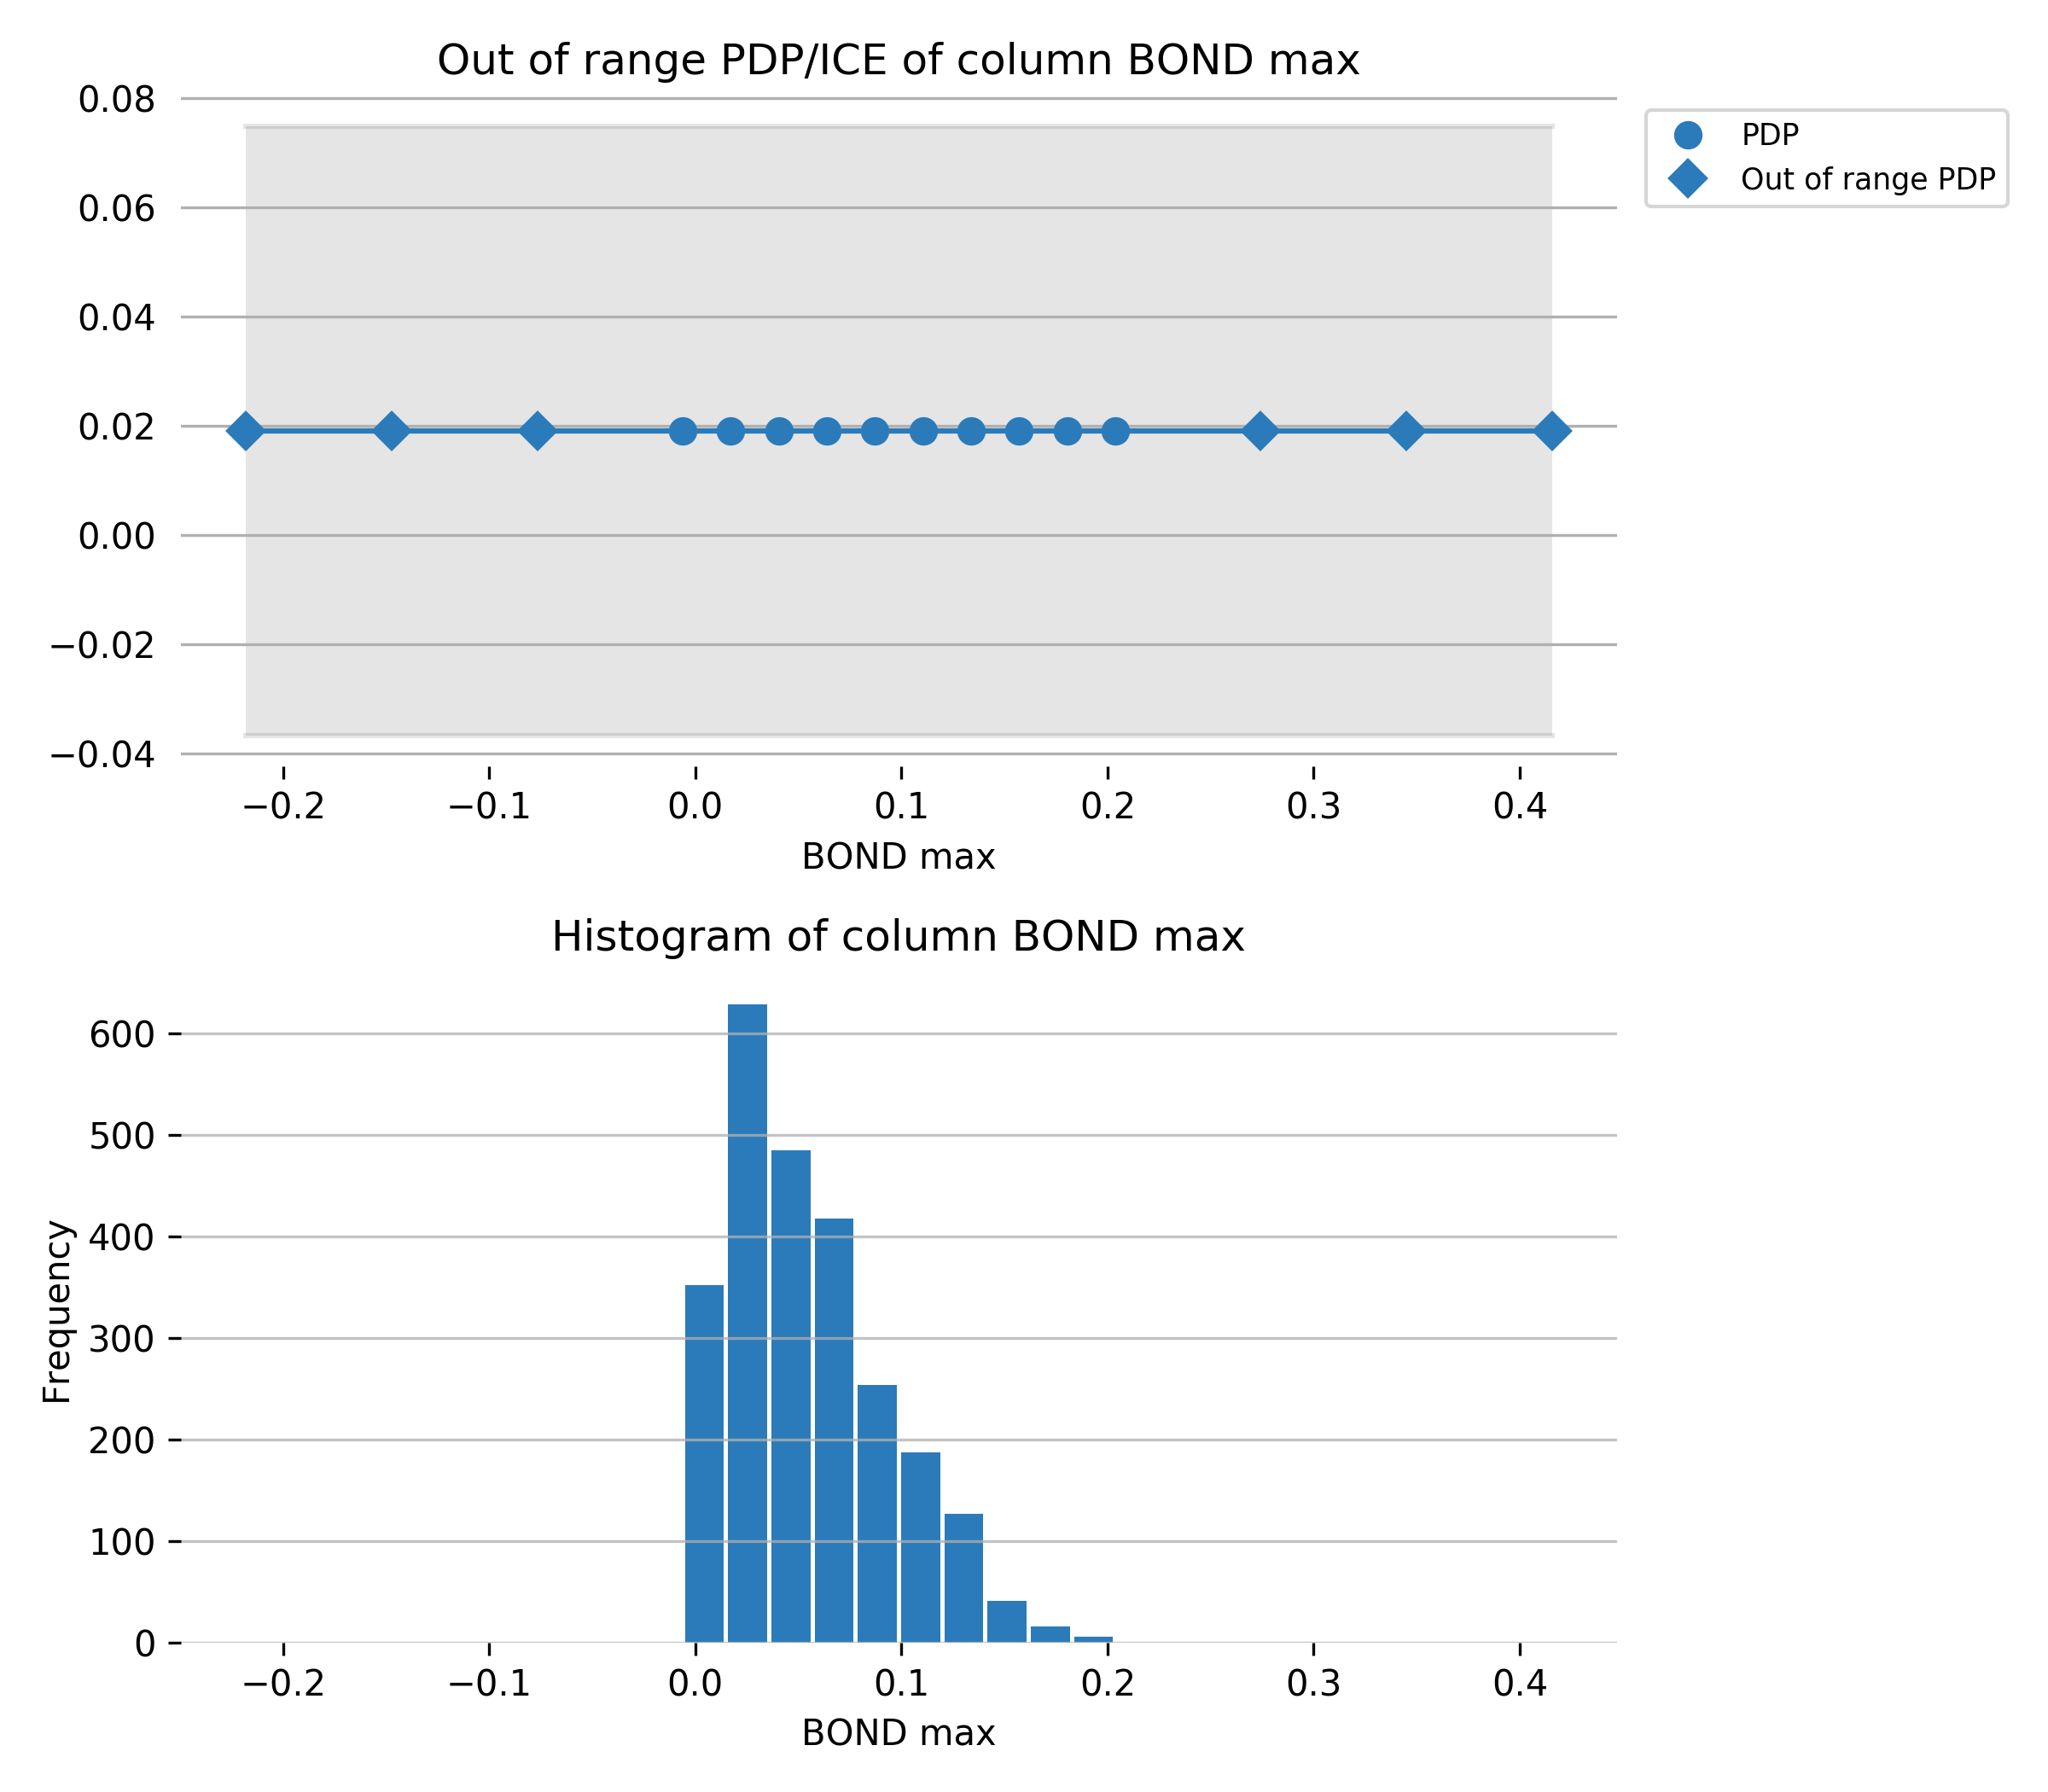 Out of range PDP/ICE of column BOND max
0.08
0.06
0.04
0.02
0.00
−0.02
−0.04
−0.2 −0.1 0.0 0.1 0.2 0.3 0.4
BOND max
PDP
Out of range PDP
Histogram of column BOND max
Frequency
600
500
400
300
200
100
0
−0.2 −0.1 0.0 0.1 0.2 0.3 0.4
BOND max